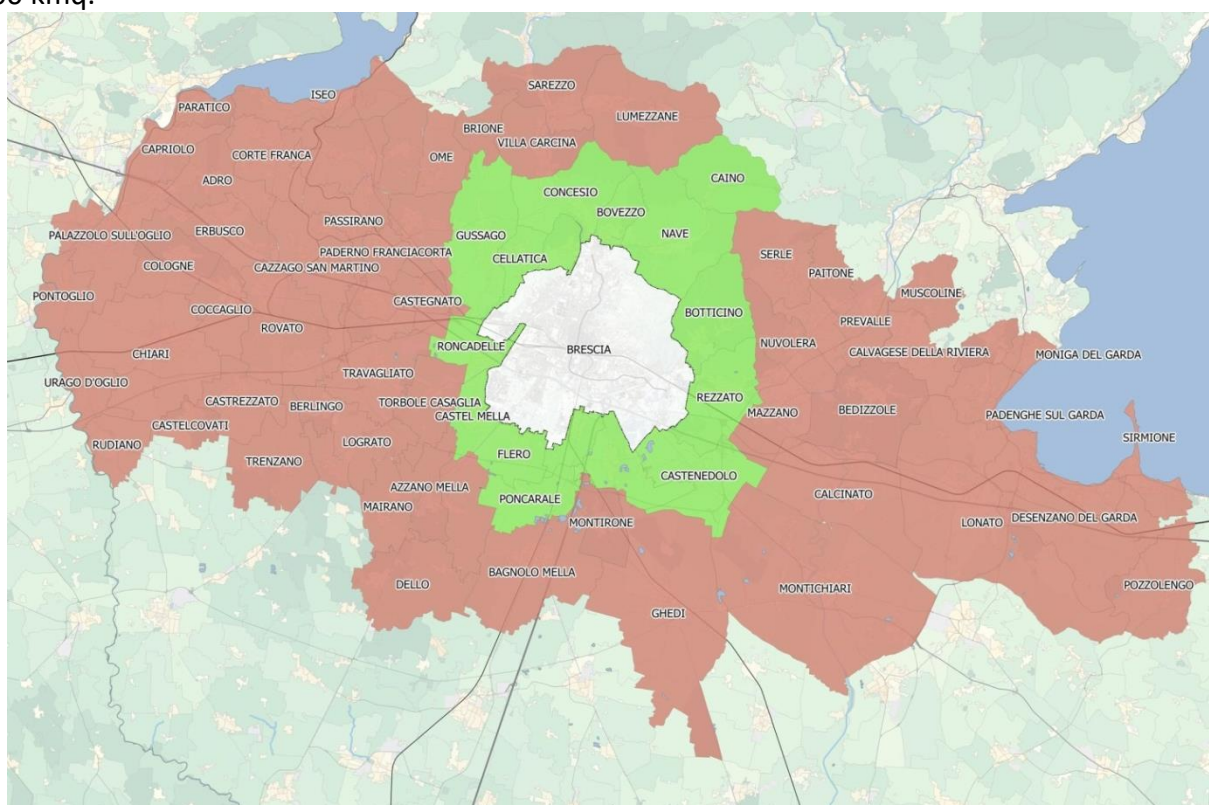 kmq.
ISEO
SAREZZO
PARATICO
LUMEZZANE
BRIONE
VILLA CARCINA
CAPRIOLO
CORTE FRANCA
OME
ADRO
CAINO
CONCESIO
BOVEZZO
PASSIRANO
NAVE
ERBUSCO
PALAZZOLO SULL'OGLIO
GUSSAGO
PADERNO FRANCIACORTA
SERLE
CELLATICA
COLOGNE
CAZZAGO SAN MARTINO
PAITONE
MUSCOLINE
PONTOGLIO
CASTEGNATO
COCCAGLIO
BOTTICINO
PREVALLE
ROVATO
NUVOLERA
RONCADELLE
BRESCIA
CALVAGESE DELLA RIVIERA
MONIGA DEL GARDA
CHIARI
TRAVAGLIATO
URAGO D'OGLIO
REZZATO
CASTREZZATO
BERLINGO
TORBOLE CASAGLIA
BEDIZZOLE
MAZZANO
CASTEL MELLA
PADENGHE SUL GARDA
CASTELCOVATI
SIRMIONE
RUDIANO
LOGRATO
FLERO
TRENZANO
CASTENEDOLO
AZZANO MELLA
CALCINATO
PONCARALE
MAIRANO
DESENZANO DEL GARDA
MONTIRONE
LONATO
BAGNOLO MELLA
DELLO
POZZOLENGO
MONTICHIARI
GHEDI